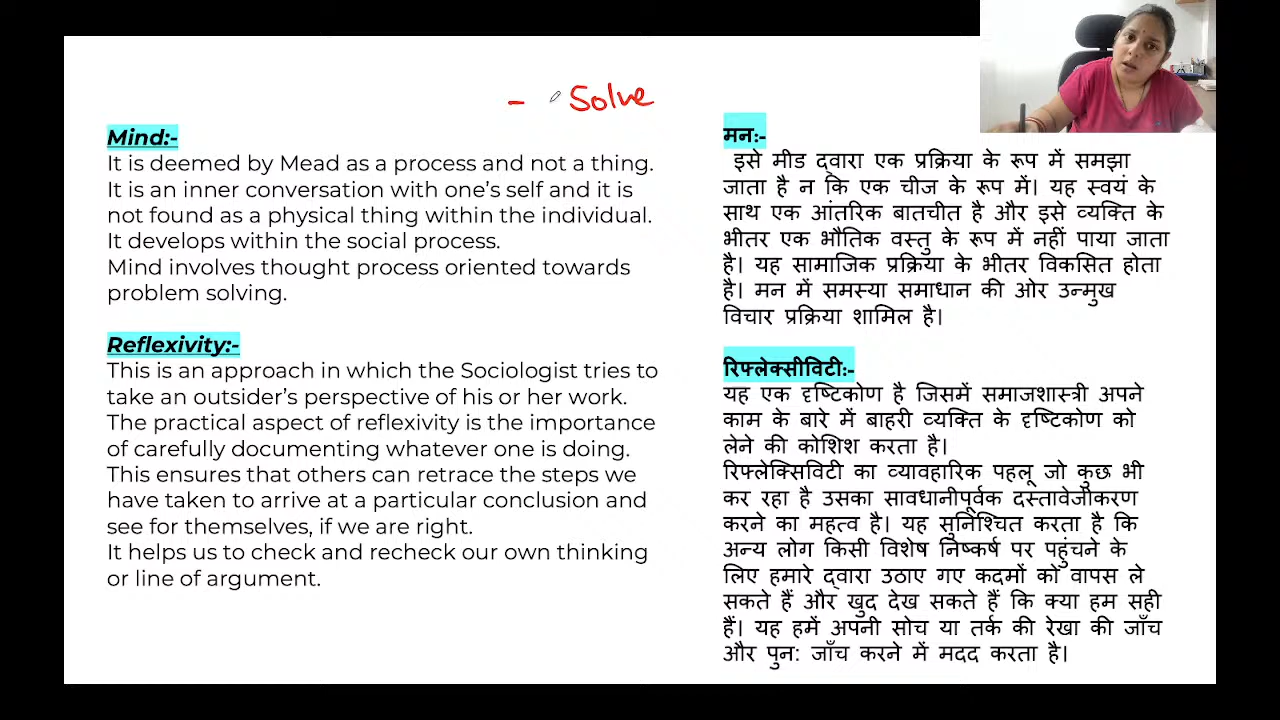 - Solve
Mind:-
It is deemed by Mead as a process and not a thing.
It is an inner conversation with one's self and it is
not found as a physical thing within the individual.
It develops within the social process.
Mind involves thought process oriented towards
problem solving.
Reflexivity:-
This is an approach in which the Sociologist tries to
take an outsider's perspective of his or her work.
The practical aspect of reflexivity is the importance
of carefully documenting whatever one is doing.
This ensures that others can retrace the steps we
have taken to arrive at a particular conclusion and
see for themselves, if we are right.
It helps us to check and recheck our own thinking
or line of argument.
मन:-
इसे मीड द्वारा एक प्रक्रिया के रूप में समझा
जाता है न कि एक चीज के रूप में। यह स्वयं के
साथ एक आंतरिक बातचीत है और इसे व्यक्ति के
भीतर एक भौतिक वस्तु के रूप में नहीं पाया जाता
है। यह सामाजिक प्रक्रिया के भीतर विकसित होता
है। मन में समस्या समाधान की ओर उन्मुख
विचार प्रक्रिया शामिल है।
रिफ्लेक्सीविटी:-
यह एक दृष्टिकोण है जिसमें समाजशास्त्री अपने
काम के बारे में बाहरी व्यक्ति के दृष्टिकोण को
लेने की कोशिश करता है।
रिफ्लेक्सिविटी का व्यावहारिक पहलू जो कुछ भी
कर रहा है उसका सावधानीपूर्वक दस्तावेजीकरण
करने का महत्व है। यह सुनिश्चित करता है कि
अन्य लोग किसी विशेष निष्कर्ष पर पहुंचने के
लिए हमारे द्वारा उठाए गए कदमों को वापस ले
सकते हैं और खुद देख सकते हैं कि क्या हम सही
हैं। यह हमें अपनी सोच या तर्क की रेखा की जाँच
और पुन: जाँच करने में मदद करता है।